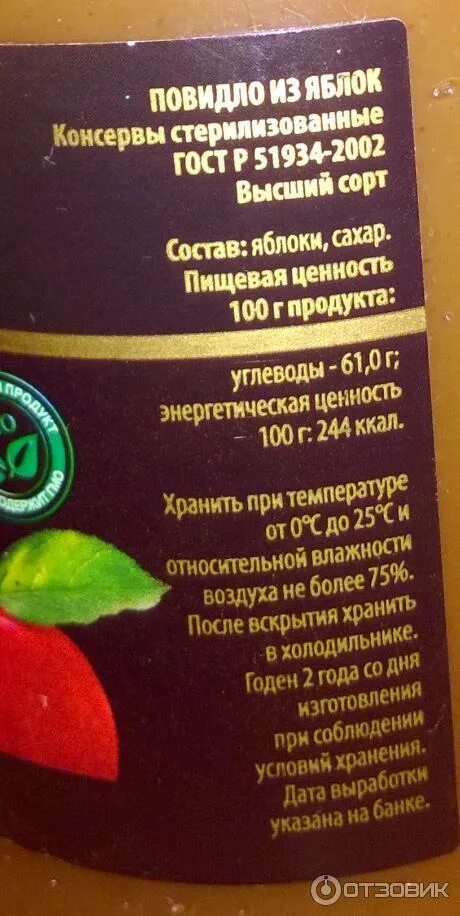 ПОВИДЛО ИЗ ЯБЛОК
Консервы стерилизованные
ГОСТ Р 51934-2002
Высший сорт
Состав: яблоки, сахар.
Пищевая ценность
100 г продукта:
углеводы - 61,0 г;
энергетическая ценность
100 г: 244 ккал.
ПРОДУКТ
ГМО
Хранить при температуре
от 0°С до 25°С и
относительной влажности
воздуха не более 75%.
После вскрытия хранить
в холодильнике.
Годен 2 года со дня
изготовления
при соблюдении
условий хранения.
Дата выработки
указана на банке.
ОТЗОВИК